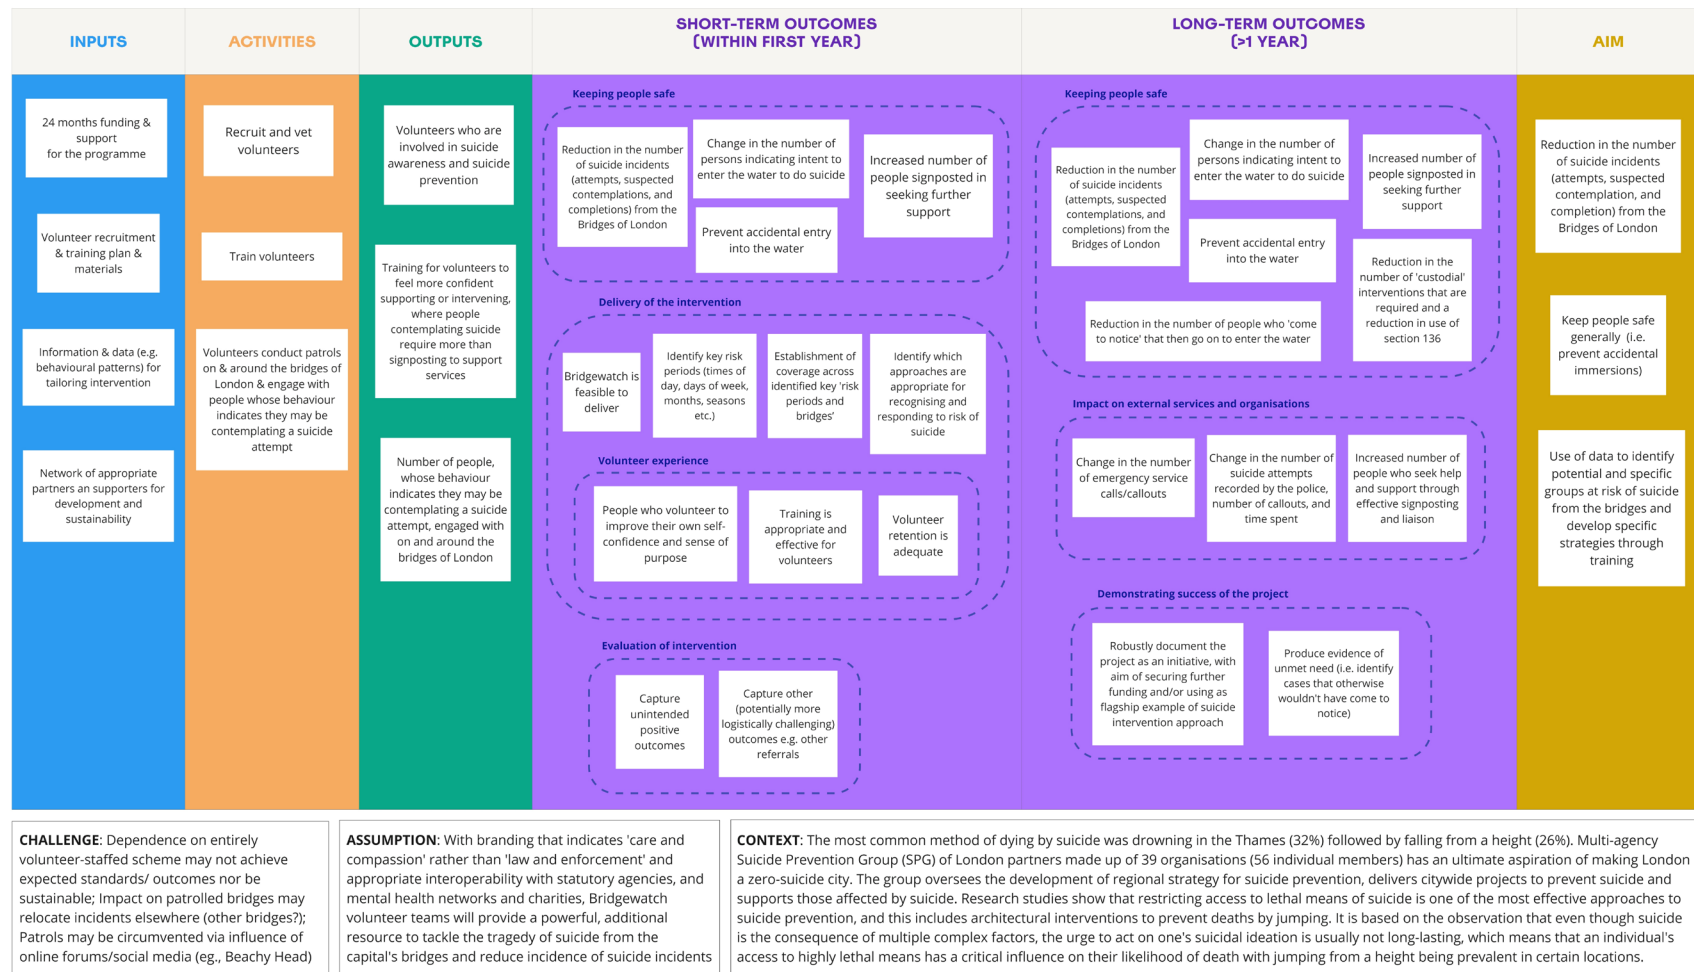 INPUTS
ACTIVITIES
OUTPUTS
SHORT-TERM OUTCOMES
(WITHIN FIRST YEAR)
LONG-TERM OUTCOMES
(>1 YEAR)
AIM
24 months funding &
support
for the programme
Volunteer recruitment
& training plan &
materials
Information & data (e.g.
behavioural patterns) for
tailoring intervention
Network of appropriate
partners an supporters for
development and
sustainability
Recruit and vet
volunteers
Train volunteers
Volunteers conduct patrols
on & around the bridges of
London & engage with
people whose behaviour
indicates they may be
contemplating a suicide
attempt
Volunteers who are
involved in suicide
awareness and suicide
prevention
Training for volunteers to
feel more confident
supporting or intervening,
where people
contemplating suicide
require more than
signposting to support
services
Number of people,
whose behaviour
indicates they may be
contemplating a suicide
attempt, engaged with
on and around the
bridges of London
Keeping people safe
Reduction in the number
of suicide incidents
(attempts, suspected
contemplations, and
completions) from the
Bridges of London
Change in the number of
persons indicating intent to
enter the water to do suicide
Prevent accidental entry
into the water
Increased number of
people signposted in
seeking further
support
Delivery of the intervention
Bridgewatch is
feasible to
deliver
Identify key risk
periods (times of
day, days of week,
months, seasons
etc.)
Establishment of
coverage across
identified key 'risk
periods and
bridges'
Identify which
approaches are
appropriate for
recognising and
responding to risk of
suicide
Volunteer experience
People who volunteer to
improve their own self-
confidence and sense of
purpose
Training is
appropriate and
effective for
volunteers
Volunteer
retention is
adequate
Evaluation of intervention
Capture
unintended
positive
outcomes
Capture other
(potentially more
logistically challenging)
outcomes e.g. other
referrals
Keeping people safe
Reduction in the number
of suicide incidents
(attempts, suspected
contemplations, and
completions) from the
Bridges of London
Change in the number of
persons indicating intent to
enter the water to do suicide
Prevent accidental entry
into the water
Increased number of
people signposted in
seeking further
support
Reduction in the
number of 'custodial'
interventions that are
required and a
reduction in use of
section 136
Reduction in the number of people who 'come
to notice' that then go on to enter the water
Impact on external services and organisations
Change in the number
of emergency service
calls/callouts
Change in the number of
suicide attempts
recorded by the police,
number of callouts, and
time spent
Increased number of
people who seek help
and support through
effective signposting
and liaison
Demonstrating success of the project
Robustly document the
project as an initiative, with
aim of securing further
funding and/or using as
flagship example of suicide
intervention approach
Produce evidence of
unmet need (i.e. identify
cases that otherwise
wouldn't have come to
notice)
Reduction in the number
of suicide incidents
(attempts, suspected
contemplation, and
completion) from the
Bridges of London
Keep people safe
generally (i.e.
prevent accidental
immersions)
Use of data to identify
potential and specific
groups at risk of suicide
from the bridges and
develop specific
strategies through
training
CHALLENGE: Dependence on entirely
volunteer-staffed scheme may not achieve
expected standards/ outcomes nor be
sustainable; Impact on patrolled bridges may
relocate incidents elsewhere (other bridges?);
Patrols may be circumvented via influence of
online forums/social media (eg., Beachy Head)
ASSUMPTION: With branding that indicates 'care and
compassion' rather than 'law and enforcement' and
appropriate interoperability with statutory agencies, and
mental health networks and charities, Bridgewatch
volunteer teams will provide a powerful, additional
resource to tackle the tragedy of suicide from the
capital's bridges and reduce incidence of suicide incidents
CONTEXT: The most common method of dying by suicide was drowning in the Thames (32%) followed by falling from a height (26%). Multi-agency
Suicide Prevention Group (SPG) of London partners made up of 39 organisations (56 individual members) has an ultimate aspiration of making London
a zero-suicide city. The group oversees the development of regional strategy for suicide prevention, delivers citywide projects to prevent suicide and
supports those affected by suicide. Research studies show that restricting access to lethal means of suicide is one of the most effective approaches to
suicide prevention, and this includes architectural interventions to prevent deaths by jumping. It is based on the observation that even though suicide
is the consequence of multiple complex factors, the urge to act on one's suicidal ideation is usually not long-lasting, which means that an individual's
access to highly lethal means has a critical influence on their likelihood of death with jumping from a height being prevalent in certain locations.